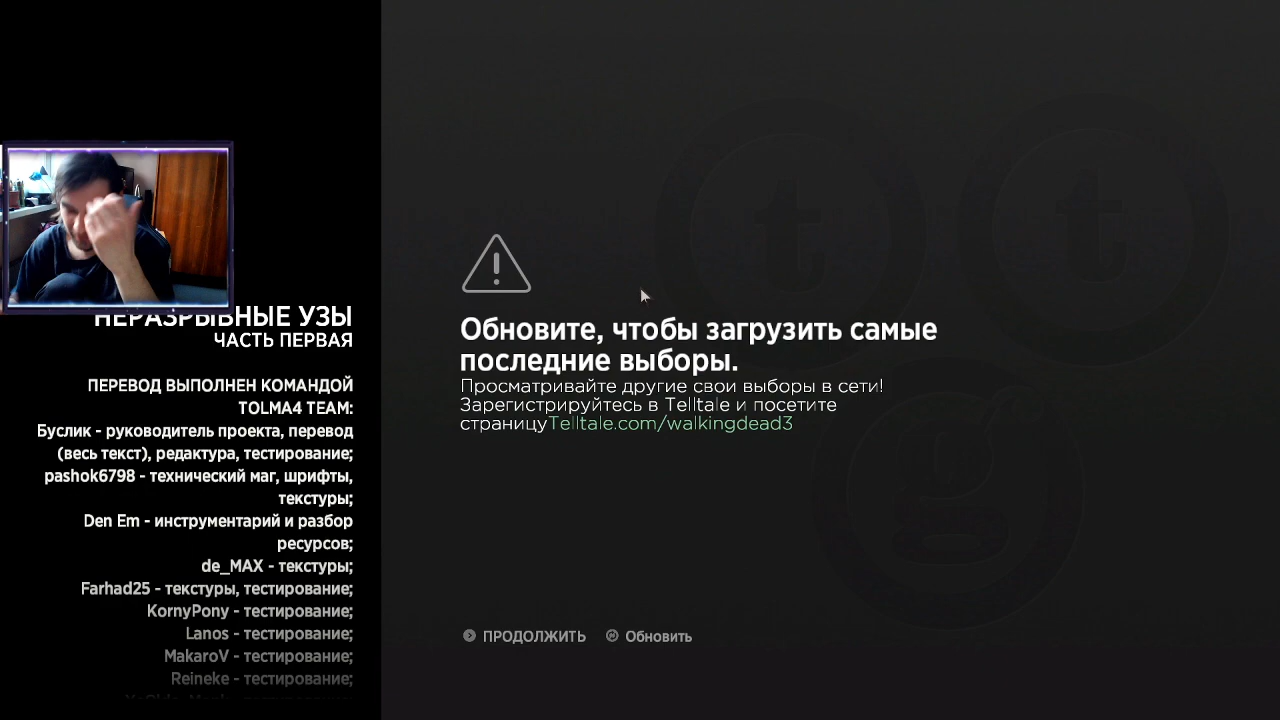 НЕРАЗРЫВНЫЕ УЗЫ
ЧАСТЬ ПЕРВАЯ
ПЕРЕВОД ВЫПОЛНЕН КОМАНДОЙ
TOLMA4 TEAM:
Буслик - руководитель проекта, перевод
(весь текст), редактура, тестирование;
pashok6798 - технический маг, шрифты,
текстуры;
Den Em - инструментарий и разбор
ресурсов;
de_MAX - текстуры;
Farhad25 - текстуры, тестирование;
KornyPony - тестирование;
Lanos - тестирование;
MakaroV - тестирование;
Reineke - тестирование;
Обновите, чтобы загрузить самые
последние выборы.
Просматривайте другие свои выборы в сети!
Зарегистрируйтесь в Telltale и посетите
страницуTelltale.com/walkingdead3
ПРОДОЛЖИТЬ Обновить
t t g